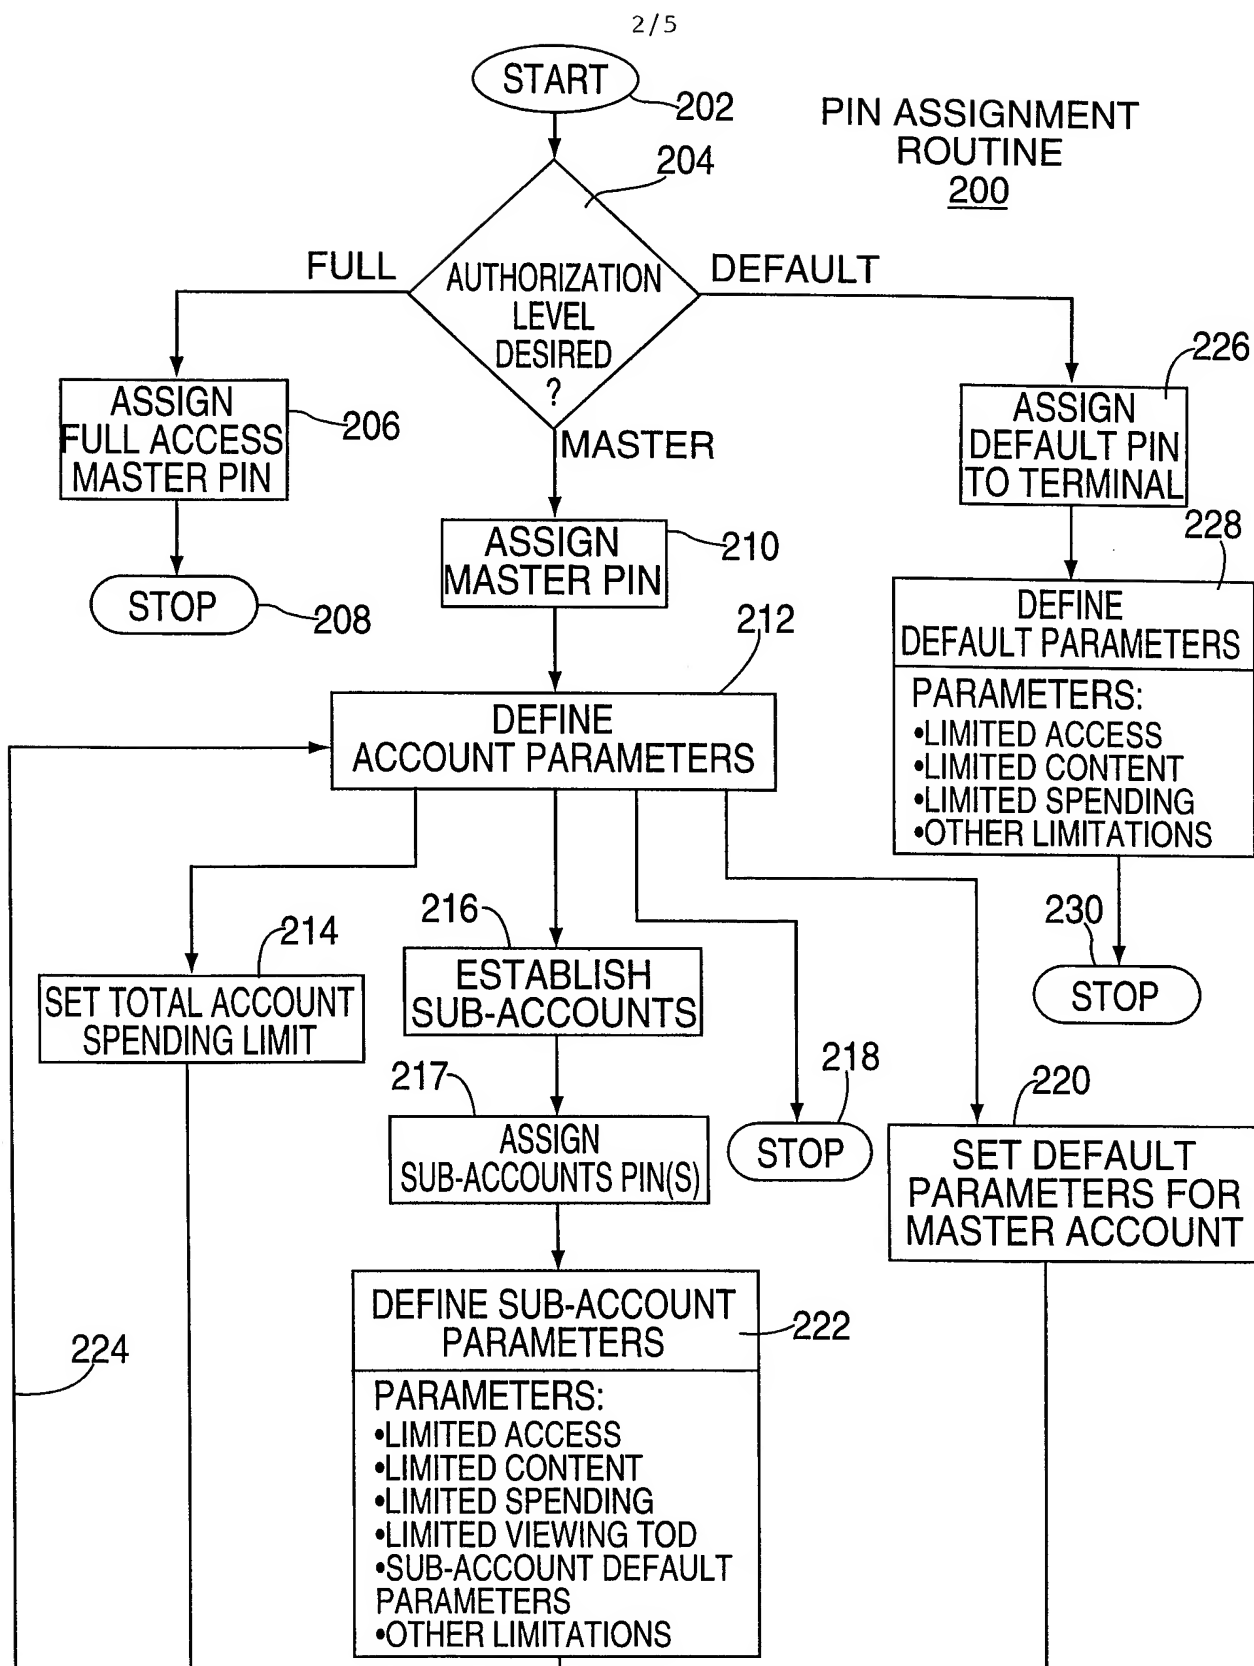 2/5
START
202
PIN ASSIGNMENT
ROUTINE
200
204
AUTHORIZATION
LEVEL
DESIRED
?
FULL
DEFAULT
MASTER
ASSIGN
FULL ACCESS
MASTER PIN
206
STOP
208
ASSIGN
MASTER PIN
210
226
ASSIGN
DEFAULT PIN
TO TERMINAL
228
DEFINE
DEFAULT PARAMETERS
PARAMETERS:
•LIMITED ACCESS
•LIMITED CONTENT
•LIMITED SPENDING
•OTHER LIMITATIONS
230
STOP
212
DEFINE
ACCOUNT PARAMETERS
214
SET TOTAL ACCOUNT
SPENDING LIMIT
216
ESTABLISH
SUB-ACCOUNTS
217
ASSIGN
SUB-ACCOUNTS PIN(S)
218
STOP
220
SET DEFAULT
PARAMETERS FOR
MASTER ACCOUNT
DEFINE SUB-ACCOUNT
PARAMETERS
222
PARAMETERS:
•LIMITED ACCESS
•LIMITED CONTENT
•LIMITED SPENDING
•LIMITED VIEWING TOD
•SUB-ACCOUNT DEFAULT
PARAMETERS
•OTHER LIMITATIONS
224